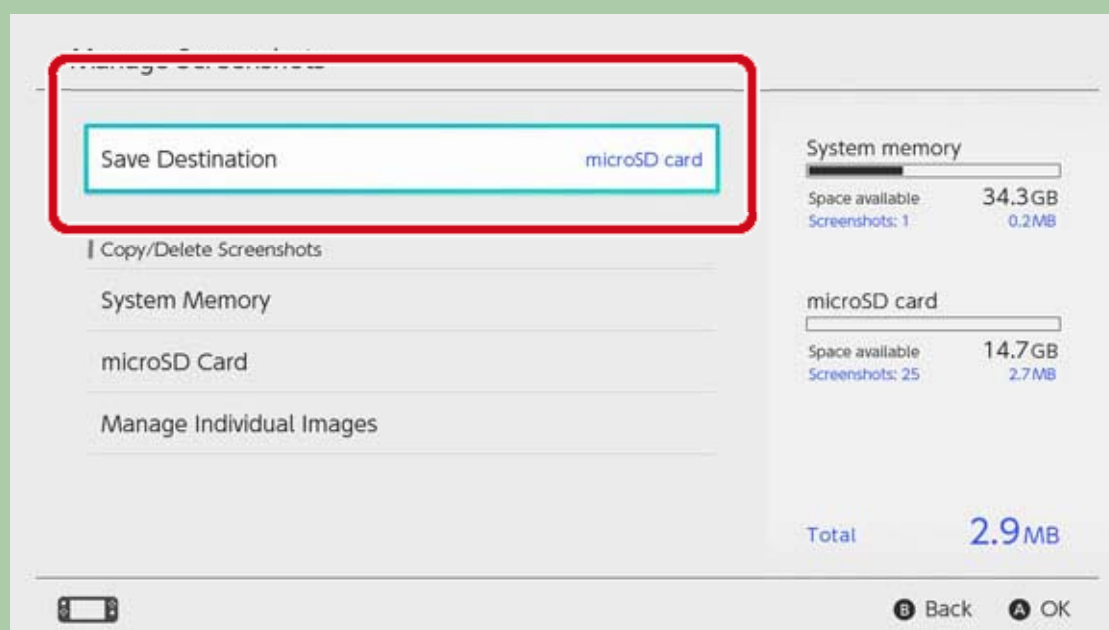 Manage Screenshots
Save Destination microSD card
Copy/Delete Screenshots
System Memory
microSD Card
Manage Individual Images
System memory
Space available 34.3GB
Screenshots: 1 0.2MB
microSD card
Space available 14.7GB
Screenshots: 25 2.7MB
Total 2.9MB
B Back A OK